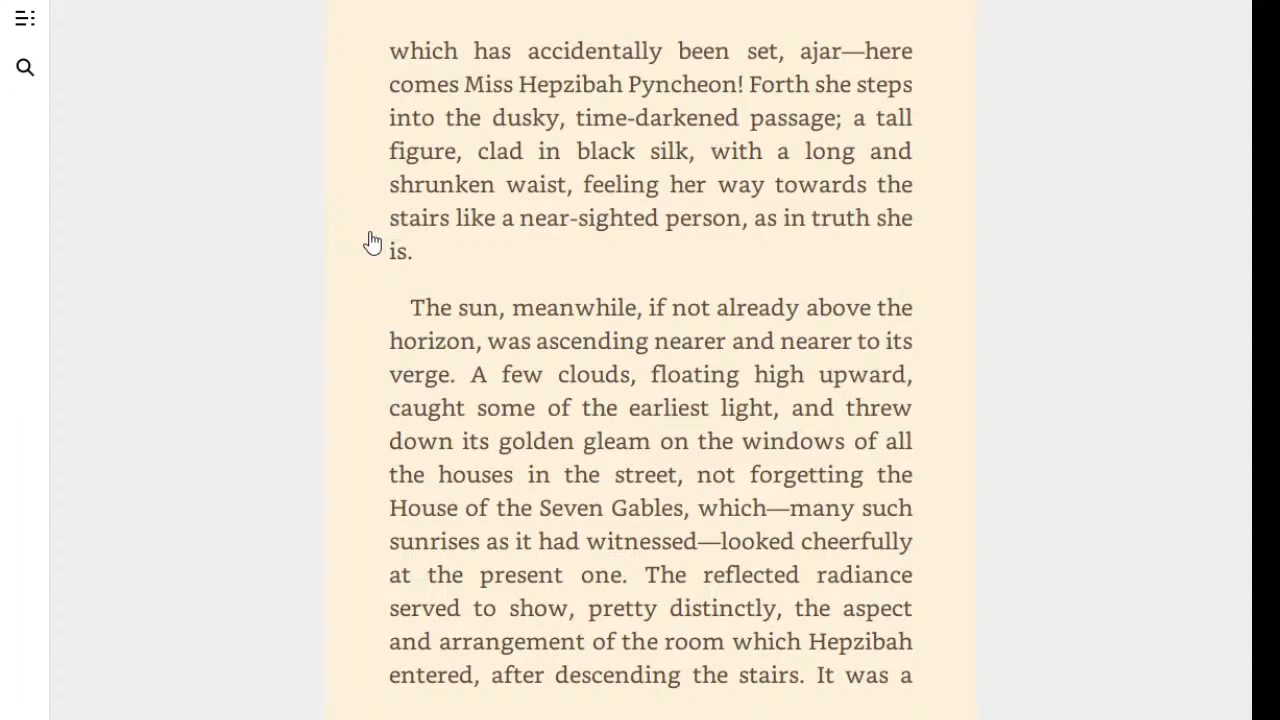 which has accidentally been set, ajar—here
comes Miss Hepzibah Pyncheon! Forth she steps
into the dusky, time-darkened passage; a tall
figure, clad in black silk, with a long and
shrunken waist, feeling her way towards the
stairs like a near-sighted person, as in truth she
is.
The sun, meanwhile, if not already above the
horizon, was ascending nearer and nearer to its
verge. A few clouds, floating high upward,
caught some of the earliest light, and threw
down its golden gleam on the windows of all
the houses in the street, not forgetting the
House of the Seven Gables, which—many such
sunrises as it had witnessed—looked cheerfully
at the present one. The reflected radiance
served to show, pretty distinctly, the aspect
and arrangement of the room which Hepzibah
entered, after descending the stairs. It was a